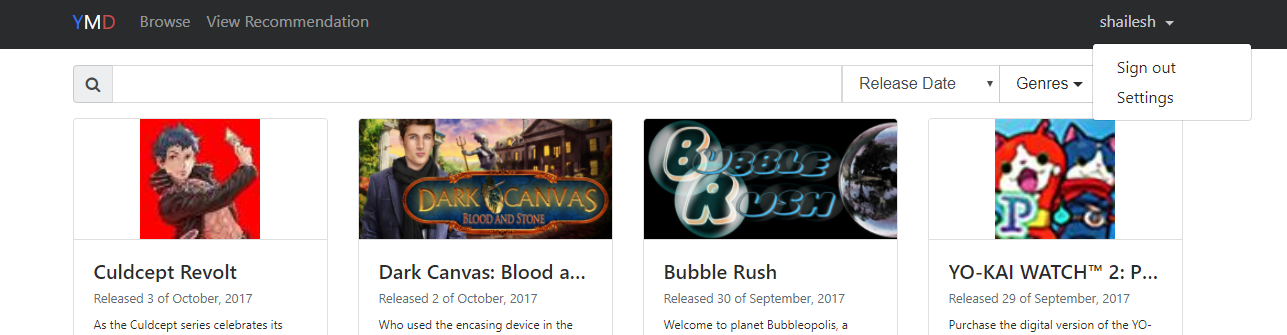 YMD Browse View Recommendation shailesh
Sign out
Settings
Release Date Genres
DARK CANVAS
BLOOD AND STONE
BUBBLE
RUSH
P
Culdcept Revolt
Released 3 of October, 2017
As the Culdcept series celebrates its
Dark Canvas: Blood a...
Released 2 of October, 2017
Who used the encasing device in the
Bubble Rush
Released 30 of September, 2017
Welcome to planet Bubbleopolis, a
YO-KAI WATCH™ 2: P...
Released 29 of September, 2017
Purchase the digital version of the YO-